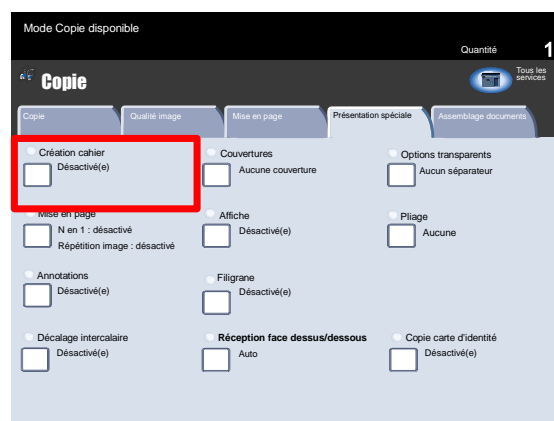 Mode Copie disponible
Quantité 1
Copie
Tous les
services
Copie
Qualité image
Mise en page
Présentation spéciale
Assemblage documents
Création cahier
Désactivé(e)
Couvertures
Aucune couverture
Options transparents
Aucun séparateur
Mise en page
N en 1 : désactivé
Répétition image : désactivé
Affiche
Désactivé(e)
Pliage
Aucune
Annotations
Désactivé(e)
Filigrane
Désactivé(e)
Décalage intercalaire
Désactivé(e)
Réception face dessus/dessous
Auto
Copie carte d'identité
Désactivé(e)